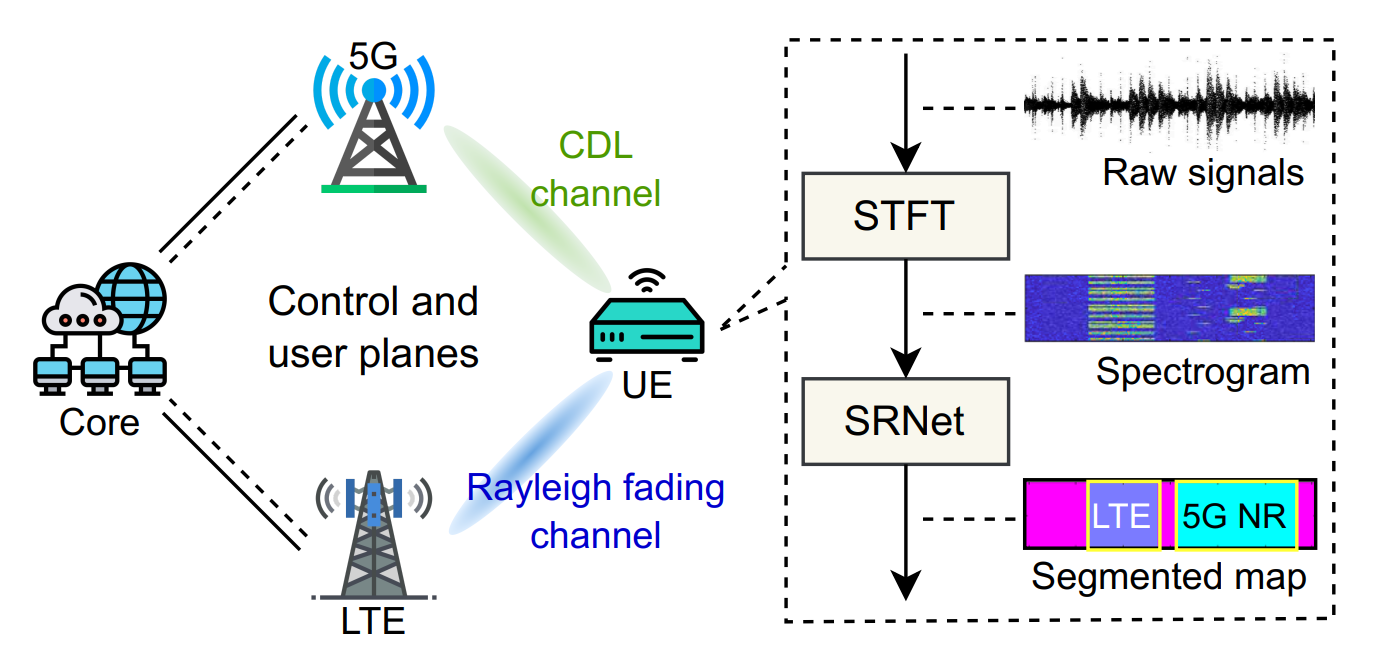 5G
CDL
channel
Control and
user planes
Core
UE
Rayleigh fading
channel
LTE
Raw signals
STFT
Spectrogram
SRNet
LTE
5G NR
Segmented map